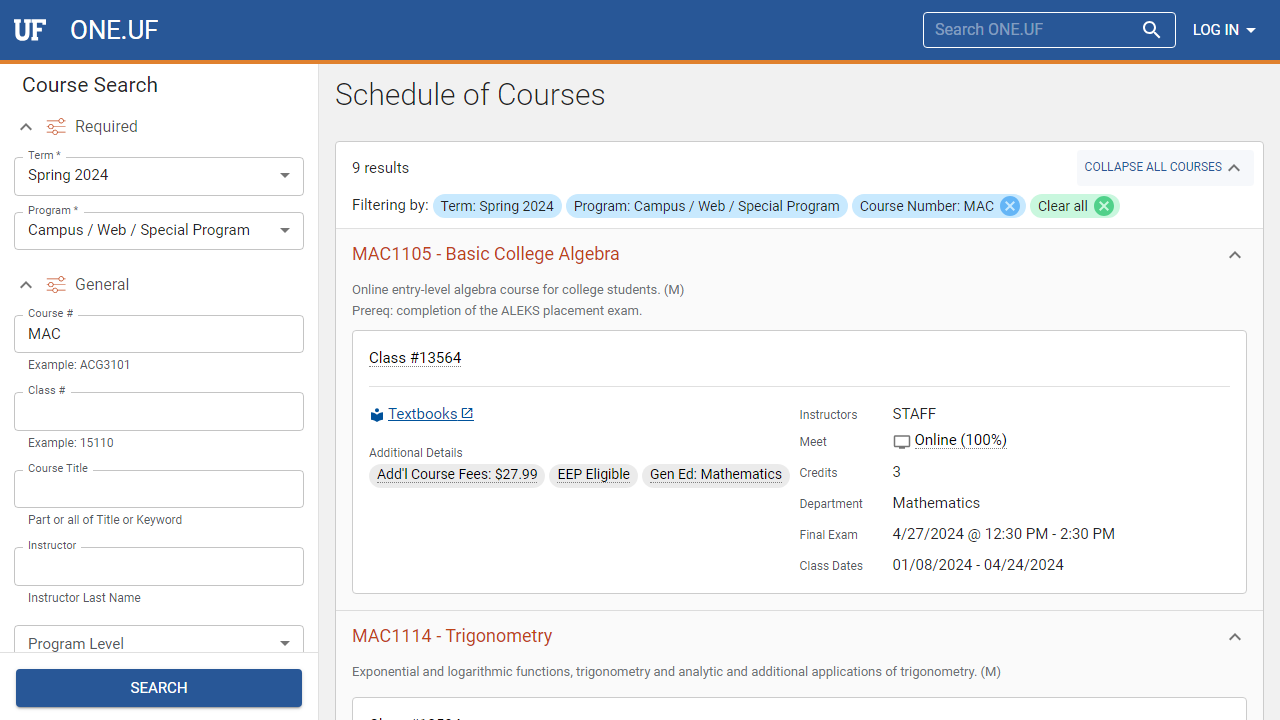 UF ONE.UF
Search ONE.UF
LOG IN
Course Search
Required
Term *
Spring 2024
Program *
Campus / Web / Special Program
General
Course #
MAC
Example: ACG3101
Class #
Example: 15110
Course Title
Part or all of Title or Keyword
Instructor
Instructor Last Name
Program Level
SEARCH
Schedule of Courses
9 results
COLLAPSE ALL COURSES
Filtering by: Term: Spring 2024 Program: Campus / Web / Special Program Course Number: MAC Clear all
MAC1105 - Basic College Algebra
Online entry-level algebra course for college students. (M)
Prereq: completion of the ALEKS placement exam.
Class #13564
Textbooks
Additional Details
Add'l Course Fees: $27.99 EEP Eligible Gen Ed: Mathematics
Instructors STAFF
Meet Online (100%)
Credits 3
Department Mathematics
Final Exam 4/27/2024 @ 12:30 PM - 2:30 PM
Class Dates 01/08/2024 - 04/24/2024
MAC1114 - Trigonometry
Exponential and logarithmic functions, trigonometry and analytic and additional applications of trigonometry. (M)